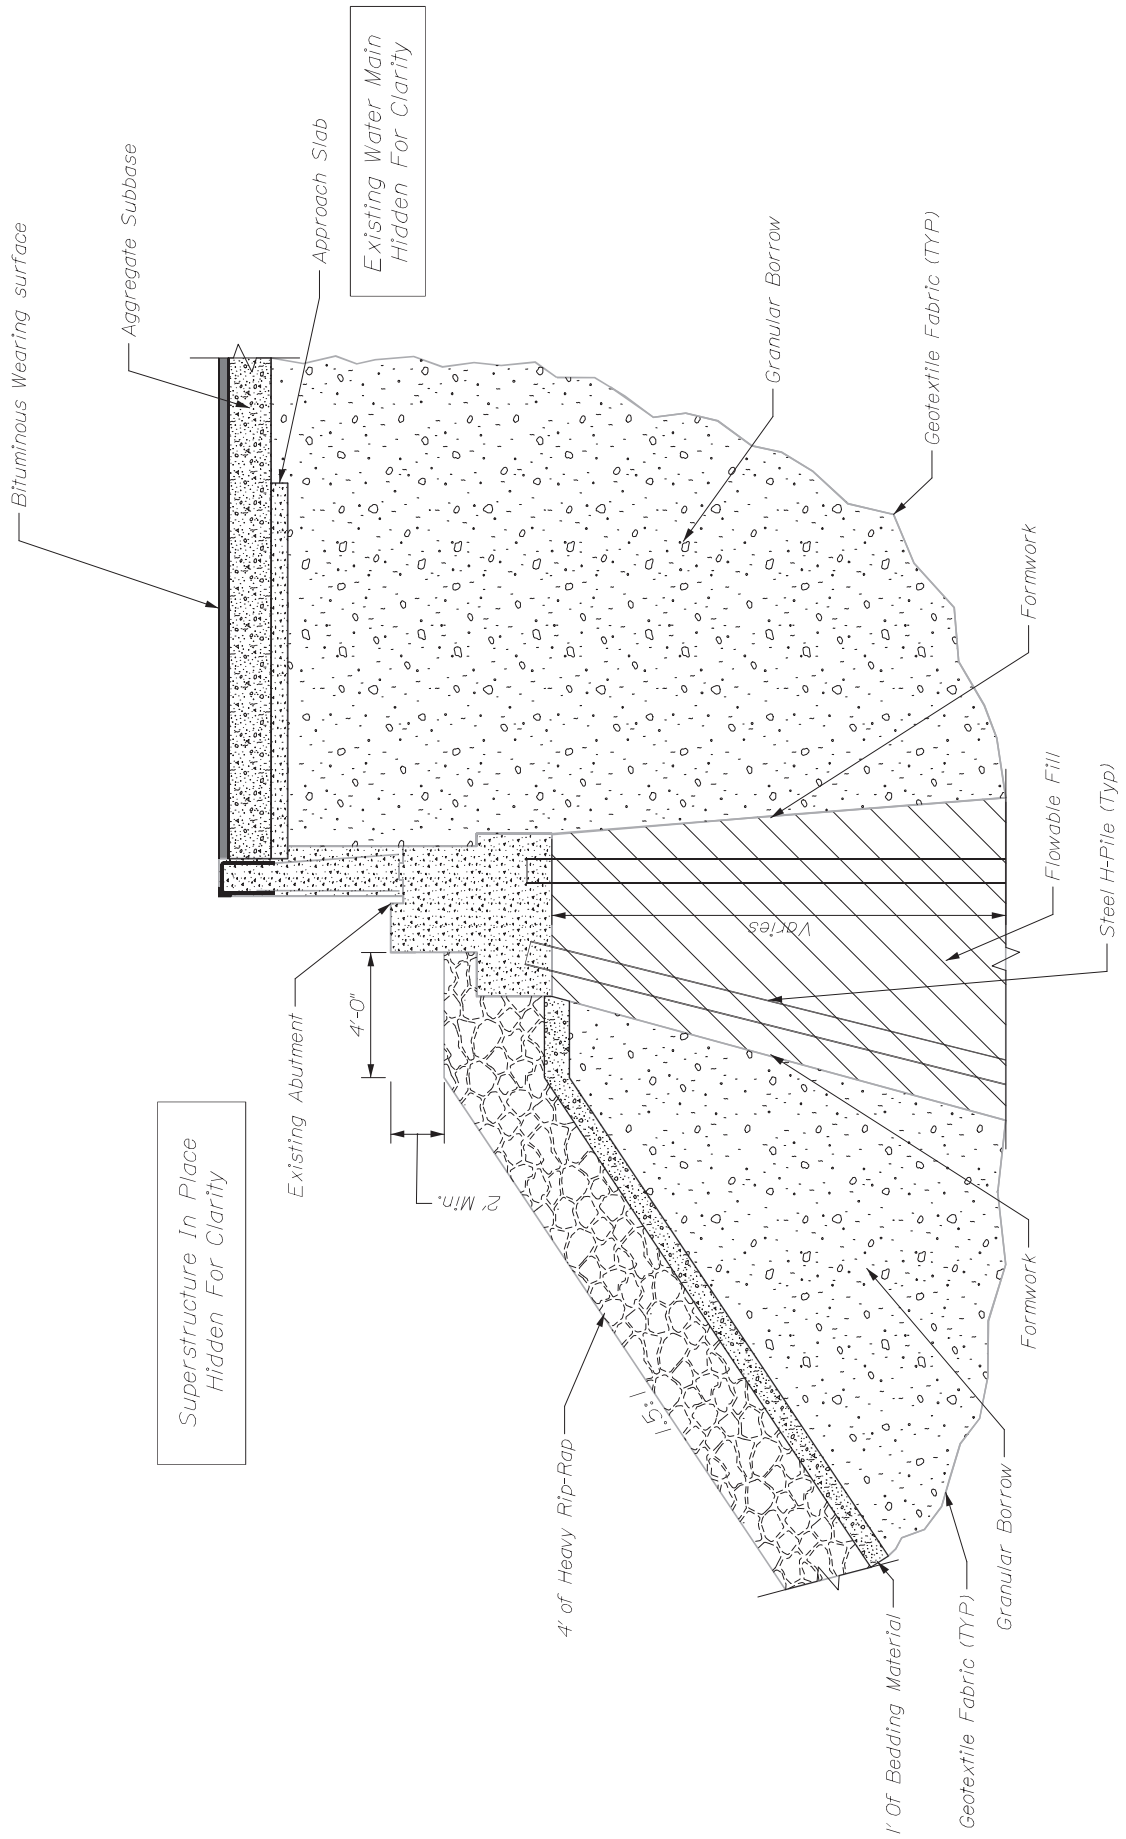 Superstructure In Place
Hidden For Clarity
Existing Water Main
Hidden For Clarity
Bituminous Wearing surface
Aggregate Subbase
Approach Slab
Existing Abutment
4'-0"
2' Min.
4' of Heavy Rip-Rap
1.5:1
Granular Borrow
Geotextile Fabric (TYP)
Varies
Formwork
Flowable Fill
Steel H-Pile (Typ)
Formwork
1' Of Bedding Material
Geotextile Fabric (TYP)
Granular Borrow